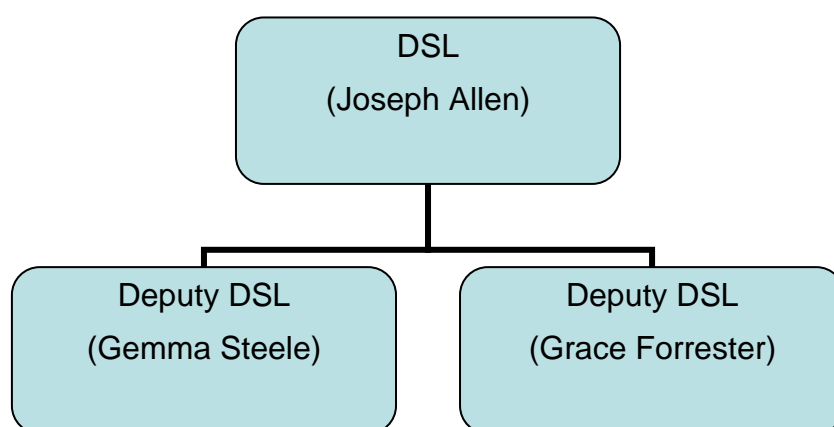 DSL
(Joseph Allen)
Deputy DSL
(Gemma Steele)
Deputy DSL
(Grace Forrester)